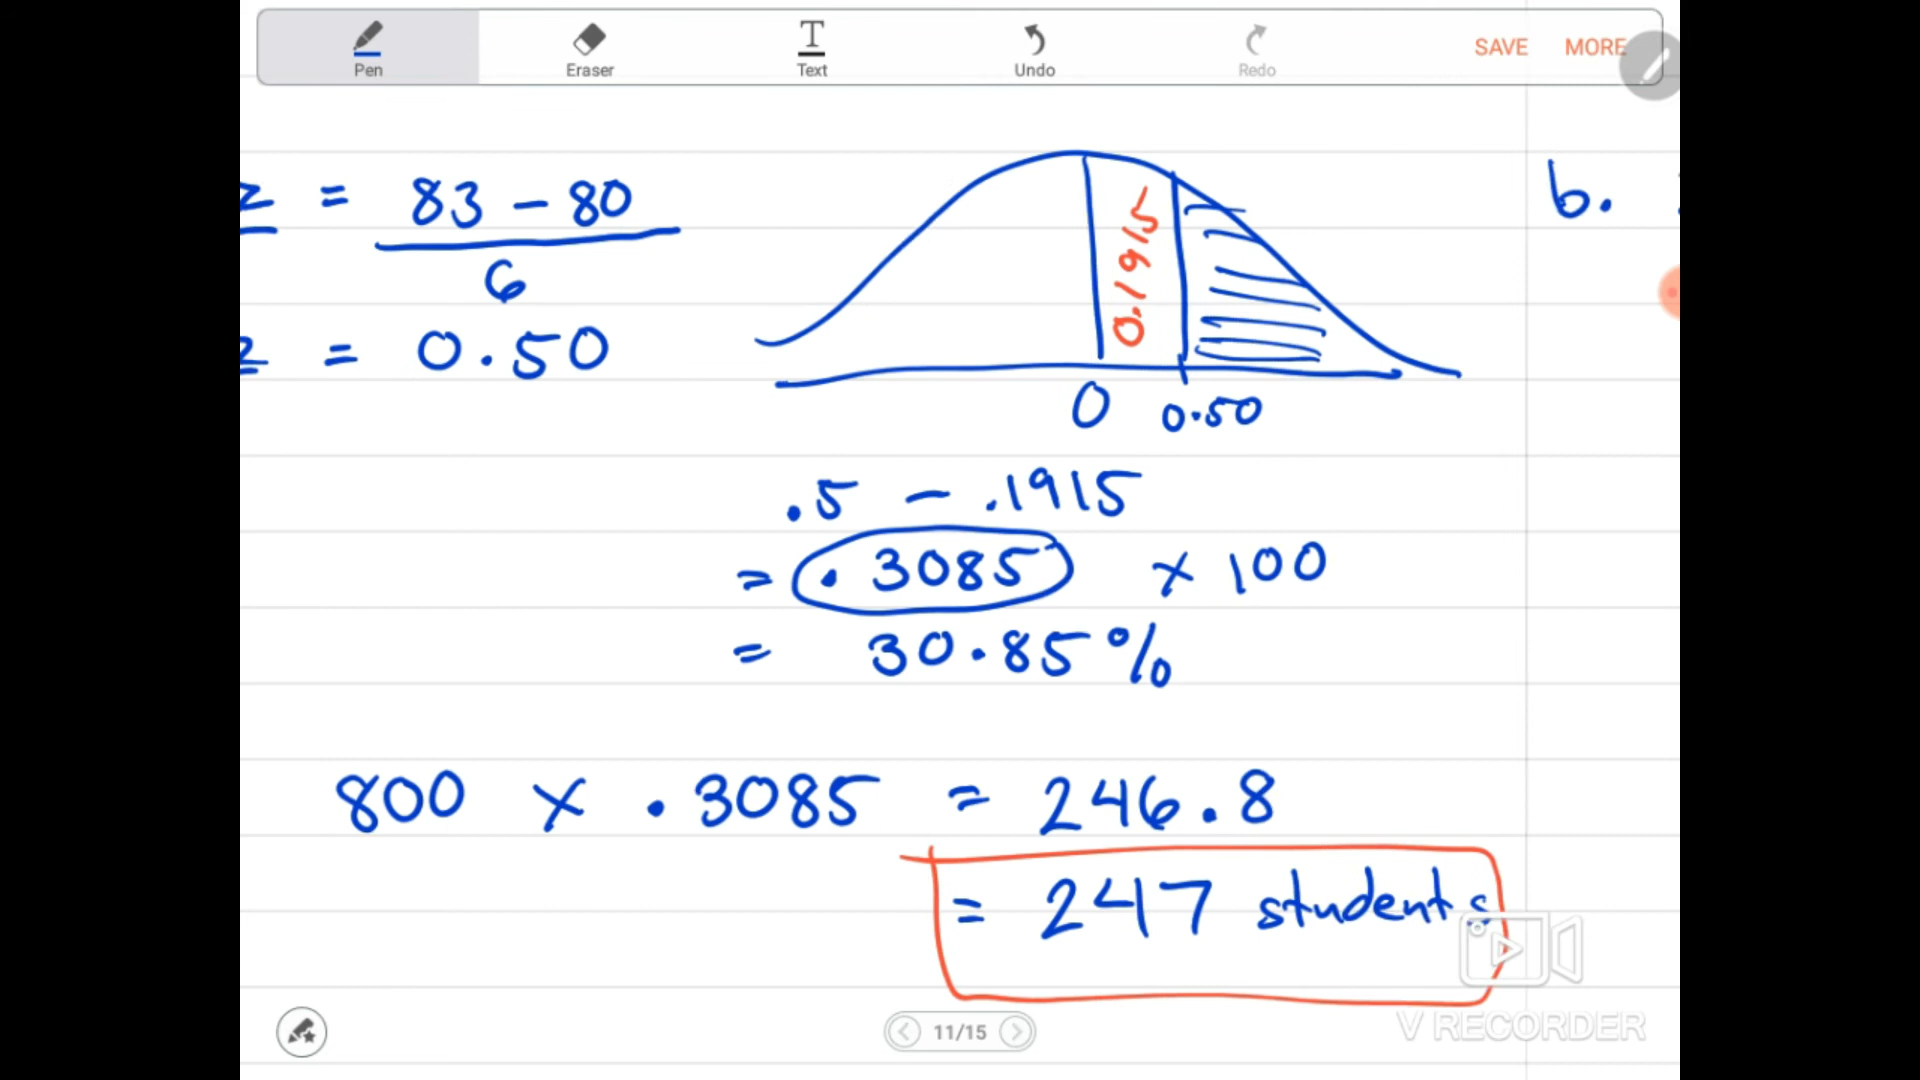 Pen
Eraser
Text
Undo
Redo
SAVE
MORE
z = 83 - 80
6
z = 0.50
0.1915
0
0.50
b.
.5 - .1915
= .3085 x 100
= 30.85%
800 x .3085 = 246.8
= 247 students
11/15
V RECORDER